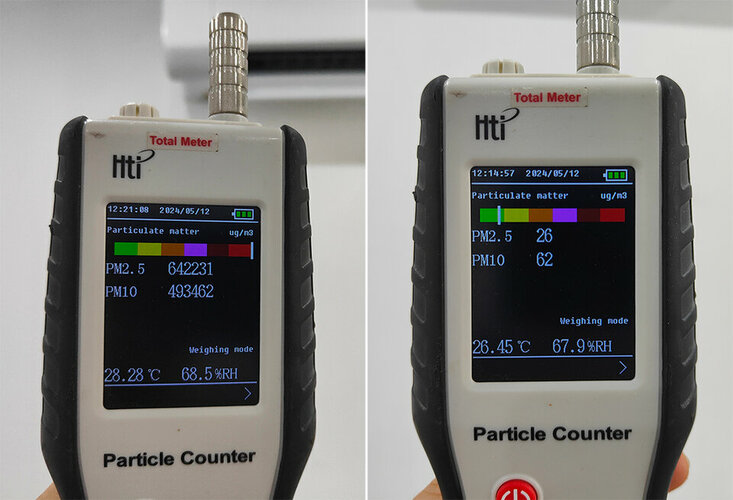 Total Meter
Hti
12:21:08 2024/05/12
Particulate matter ug/m3
PM2.5 642231
PM10 493462
Weighing mode
28.28 ℃ 68.5%RH
Particle Counter
Total Meter
Hti
12:14:57 2024/05/12
Particulate matter ug/m3
PM2.5 26
PM10 62
Weighing mode
26.45 ℃ 67.9%RH
Particle Counter